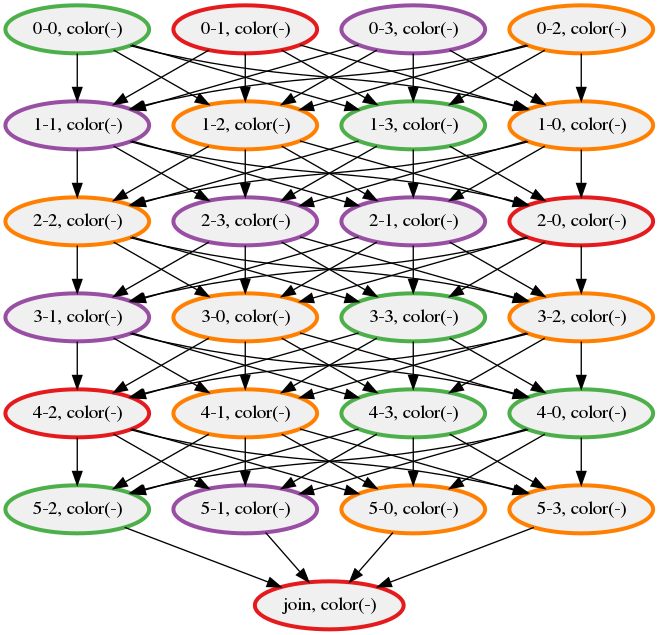 0-0, color(-)
0-1, color(-)
0-3, color(-)
0-2, color(-)
1-1, color(-)
1-2, color(-)
1-3, color(-)
1-0, color(-)
2-2, color(-)
2-3, color(-)
2-1, color(-)
2-0, color(-)
3-1, color(-)
3-0, color(-)
3-3, color(-)
3-2, color(-)
4-2, color(-)
4-1, color(-)
4-3, color(-)
4-0, color(-)
5-2, color(-)
5-1, color(-)
5-0, color(-)
5-3, color(-)
join, color(-)